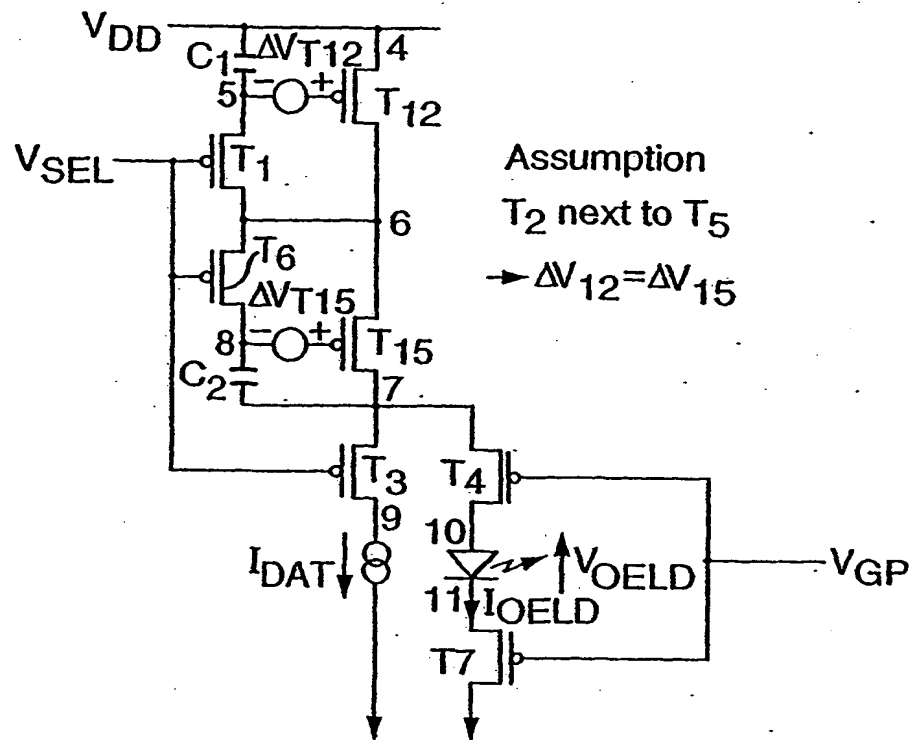 VDD
4
C1
ΔVT12
5
− +
T12
VSEL
T1
Assumption
T2 next to T5
→ ΔV12=ΔV15
6
T6
ΔVT15
8
− +
T15
C2
7
T3
T4
9
10
IDAT
VOELD
VGP
11
IOELD
T7